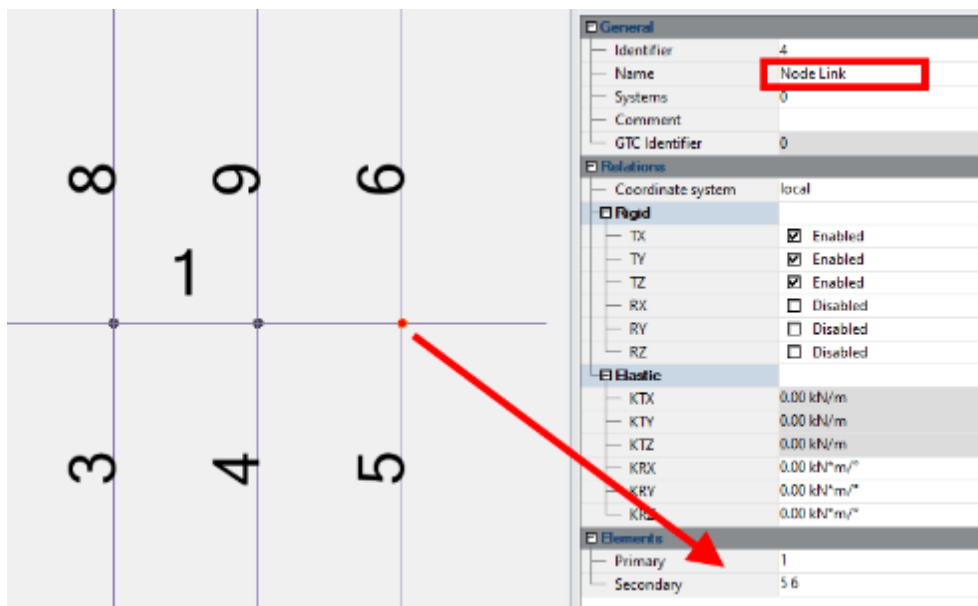 8 9 6
1
3 4 5
General
Identifier 4
Name Node Link
Systems 0
Comment
GTC Identifier 0
Relations
Coordinate system local
Rigid
TX Enabled
TY Enabled
TZ Enabled
RX Disabled
RY Disabled
RZ Disabled
Elastic
KTX 0.00 kN/m
KTY 0.00 kN/m
KTZ 0.00 kN/m
KRX 0.00 kN*m/°
KRY 0.00 kN*m/°
KRZ 0.00 kN*m/°
Elements
Primary 1
Secondary 5 6